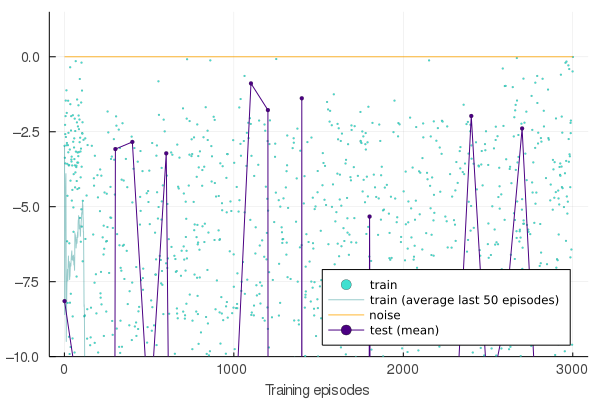 0.0
−2.5
−5.0
−7.5
−10.0
0
1000
2000
3000
Training episodes
train
train (average last 50 episodes)
noise
test (mean)